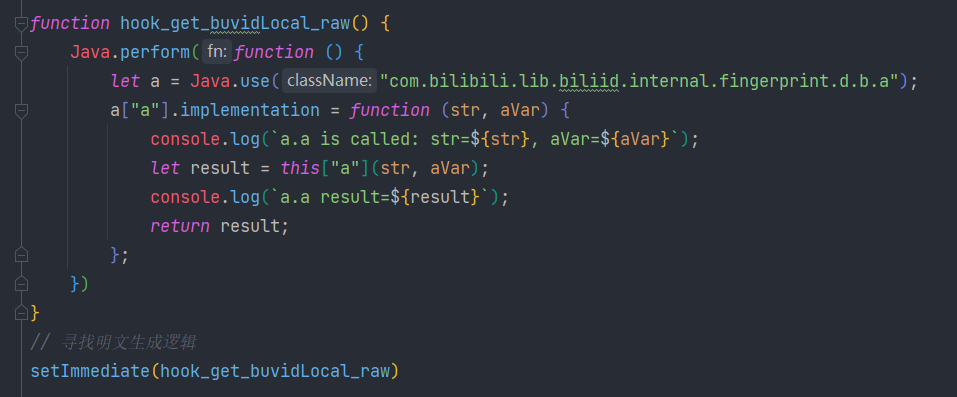 function hook_get_buvidLocal_raw() {
    Java.perform( fn: function () {
        let a = Java.use( className: "com.bilibili.lib.biliid.internal.fingerprint.d.b.a");
        a["a"].implementation = function (str, aVar) {
            console.log(`a.a is called: str=${str}, aVar=${aVar}`);
            let result = this["a"](str, aVar);
            console.log(`a.a result=${result}`);
            return result;
        };
    })
}
// 寻找明文生成逻辑
setImmediate(hook_get_buvidLocal_raw)